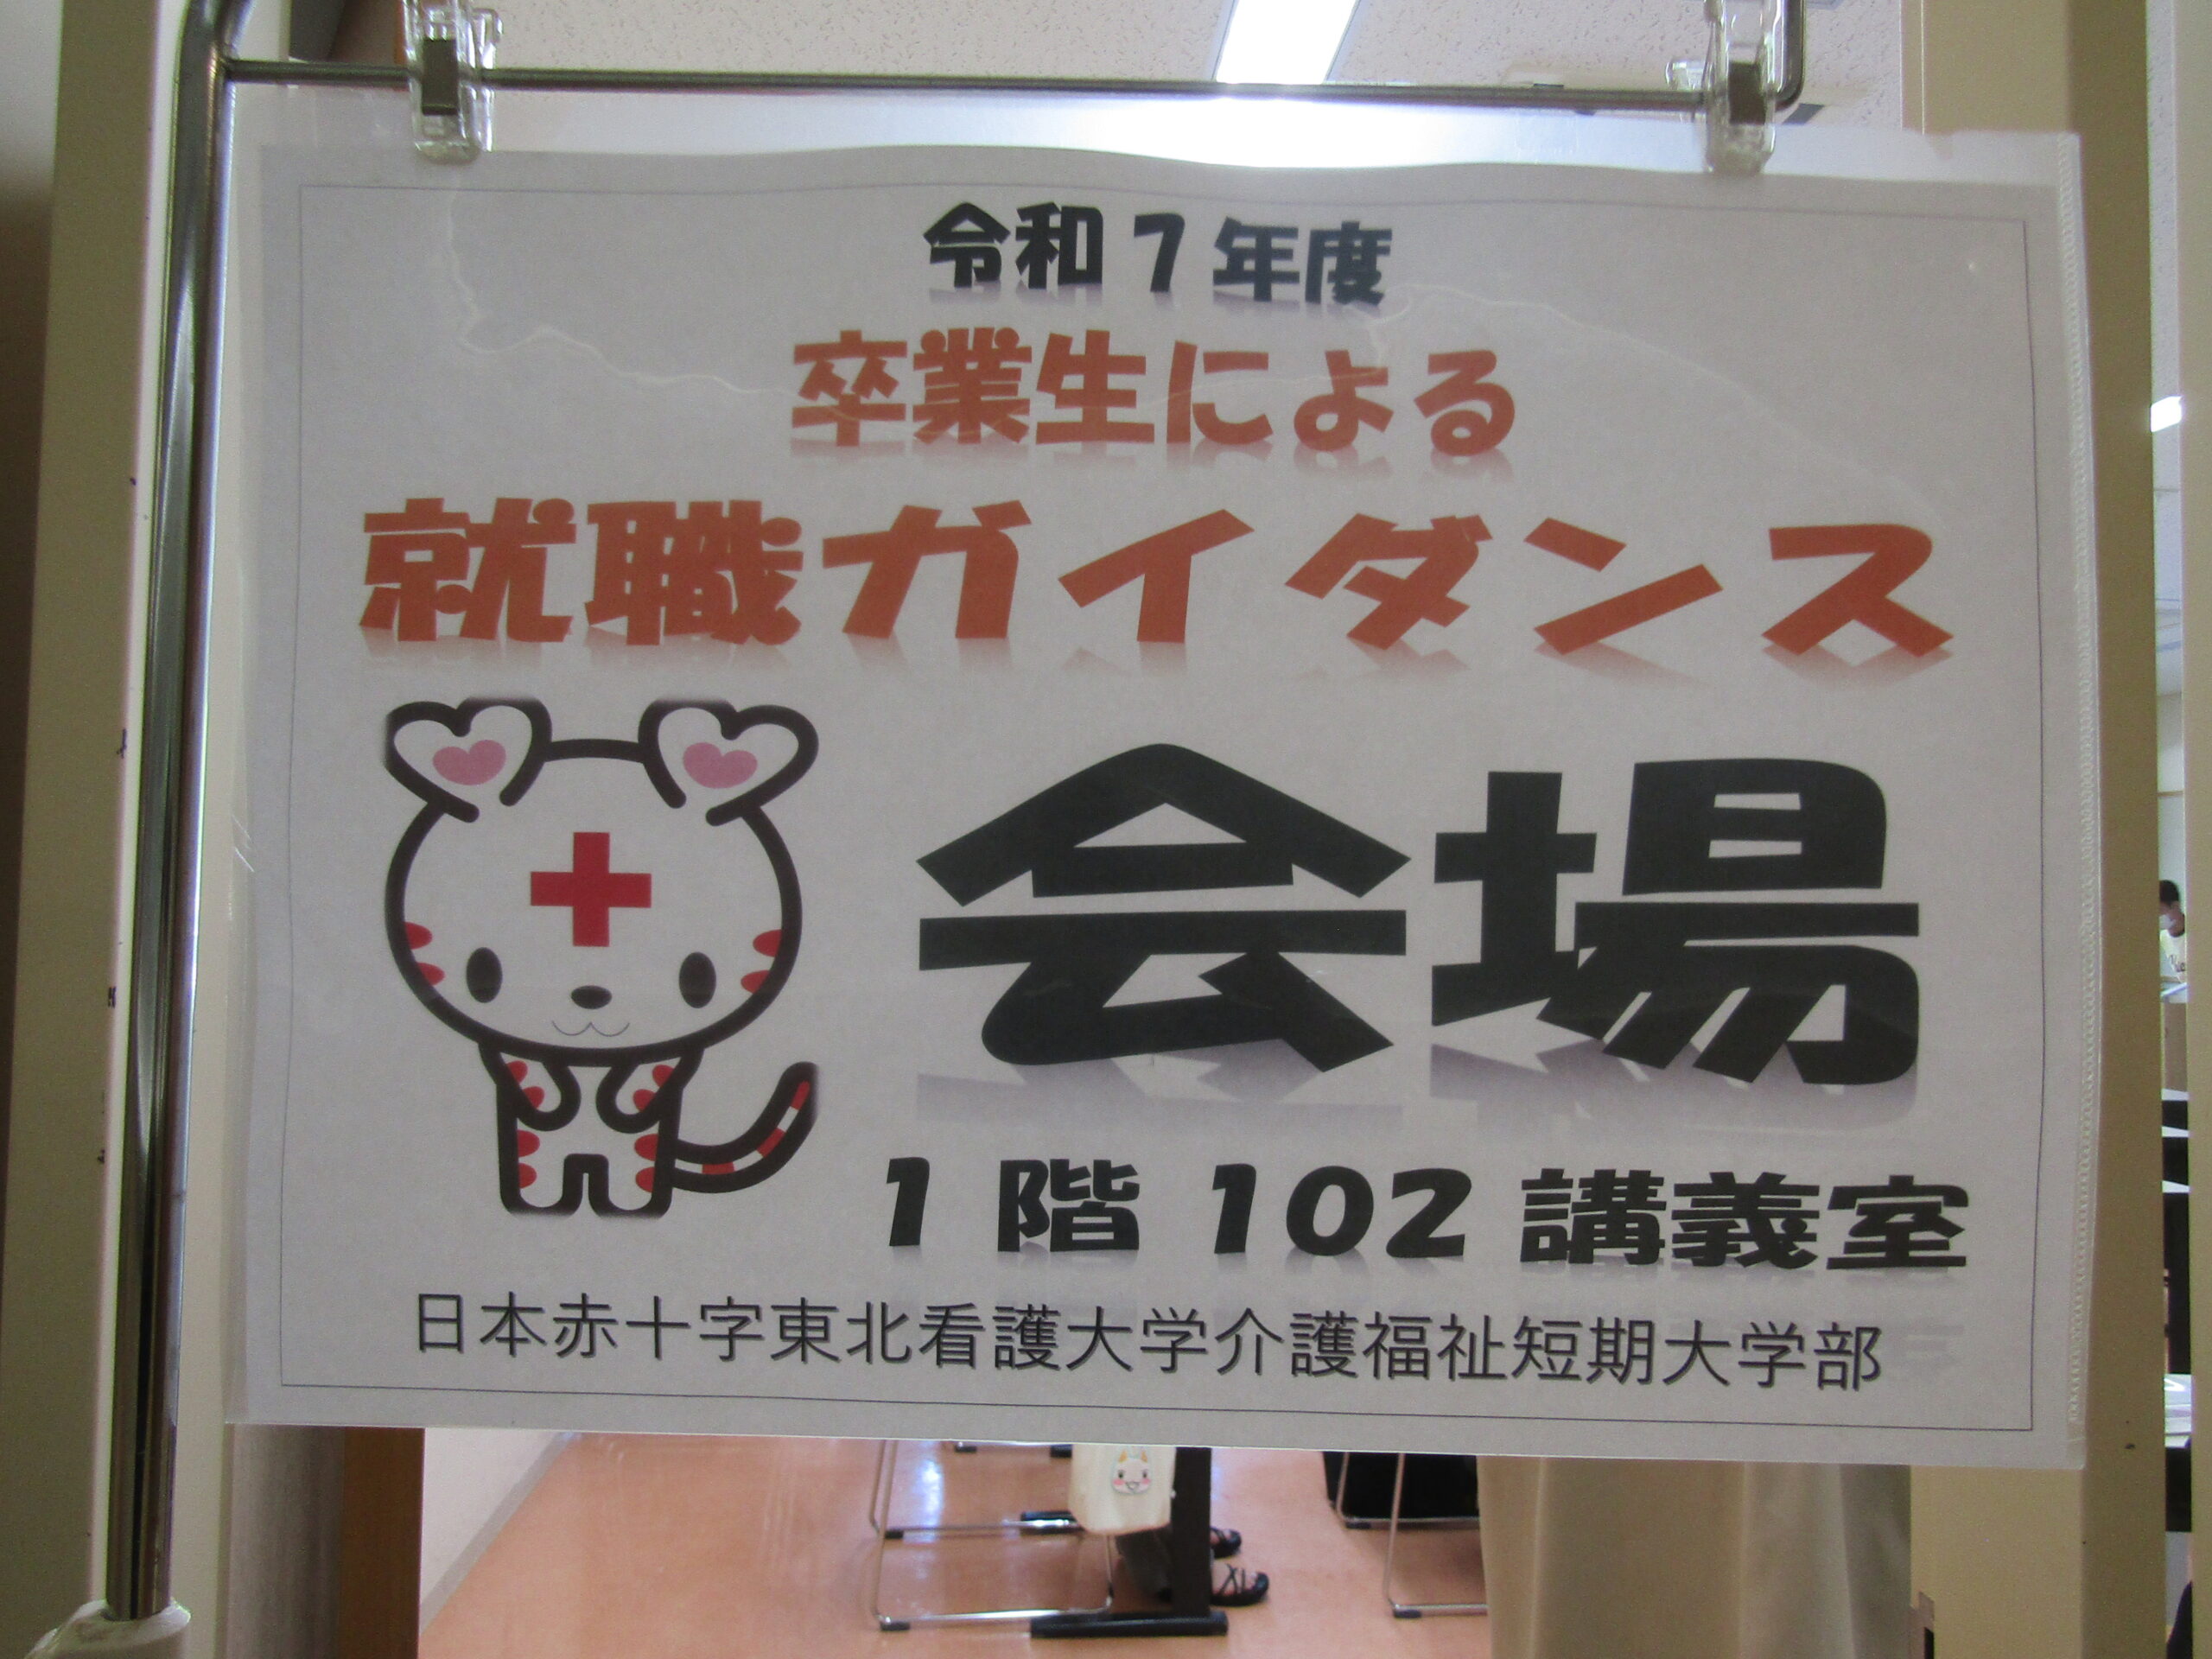 令和7年度
卒業生による
就職ガイダンス
会場
1階 102 講義室
日本赤十字東北看護大学介護福祉短期大学部